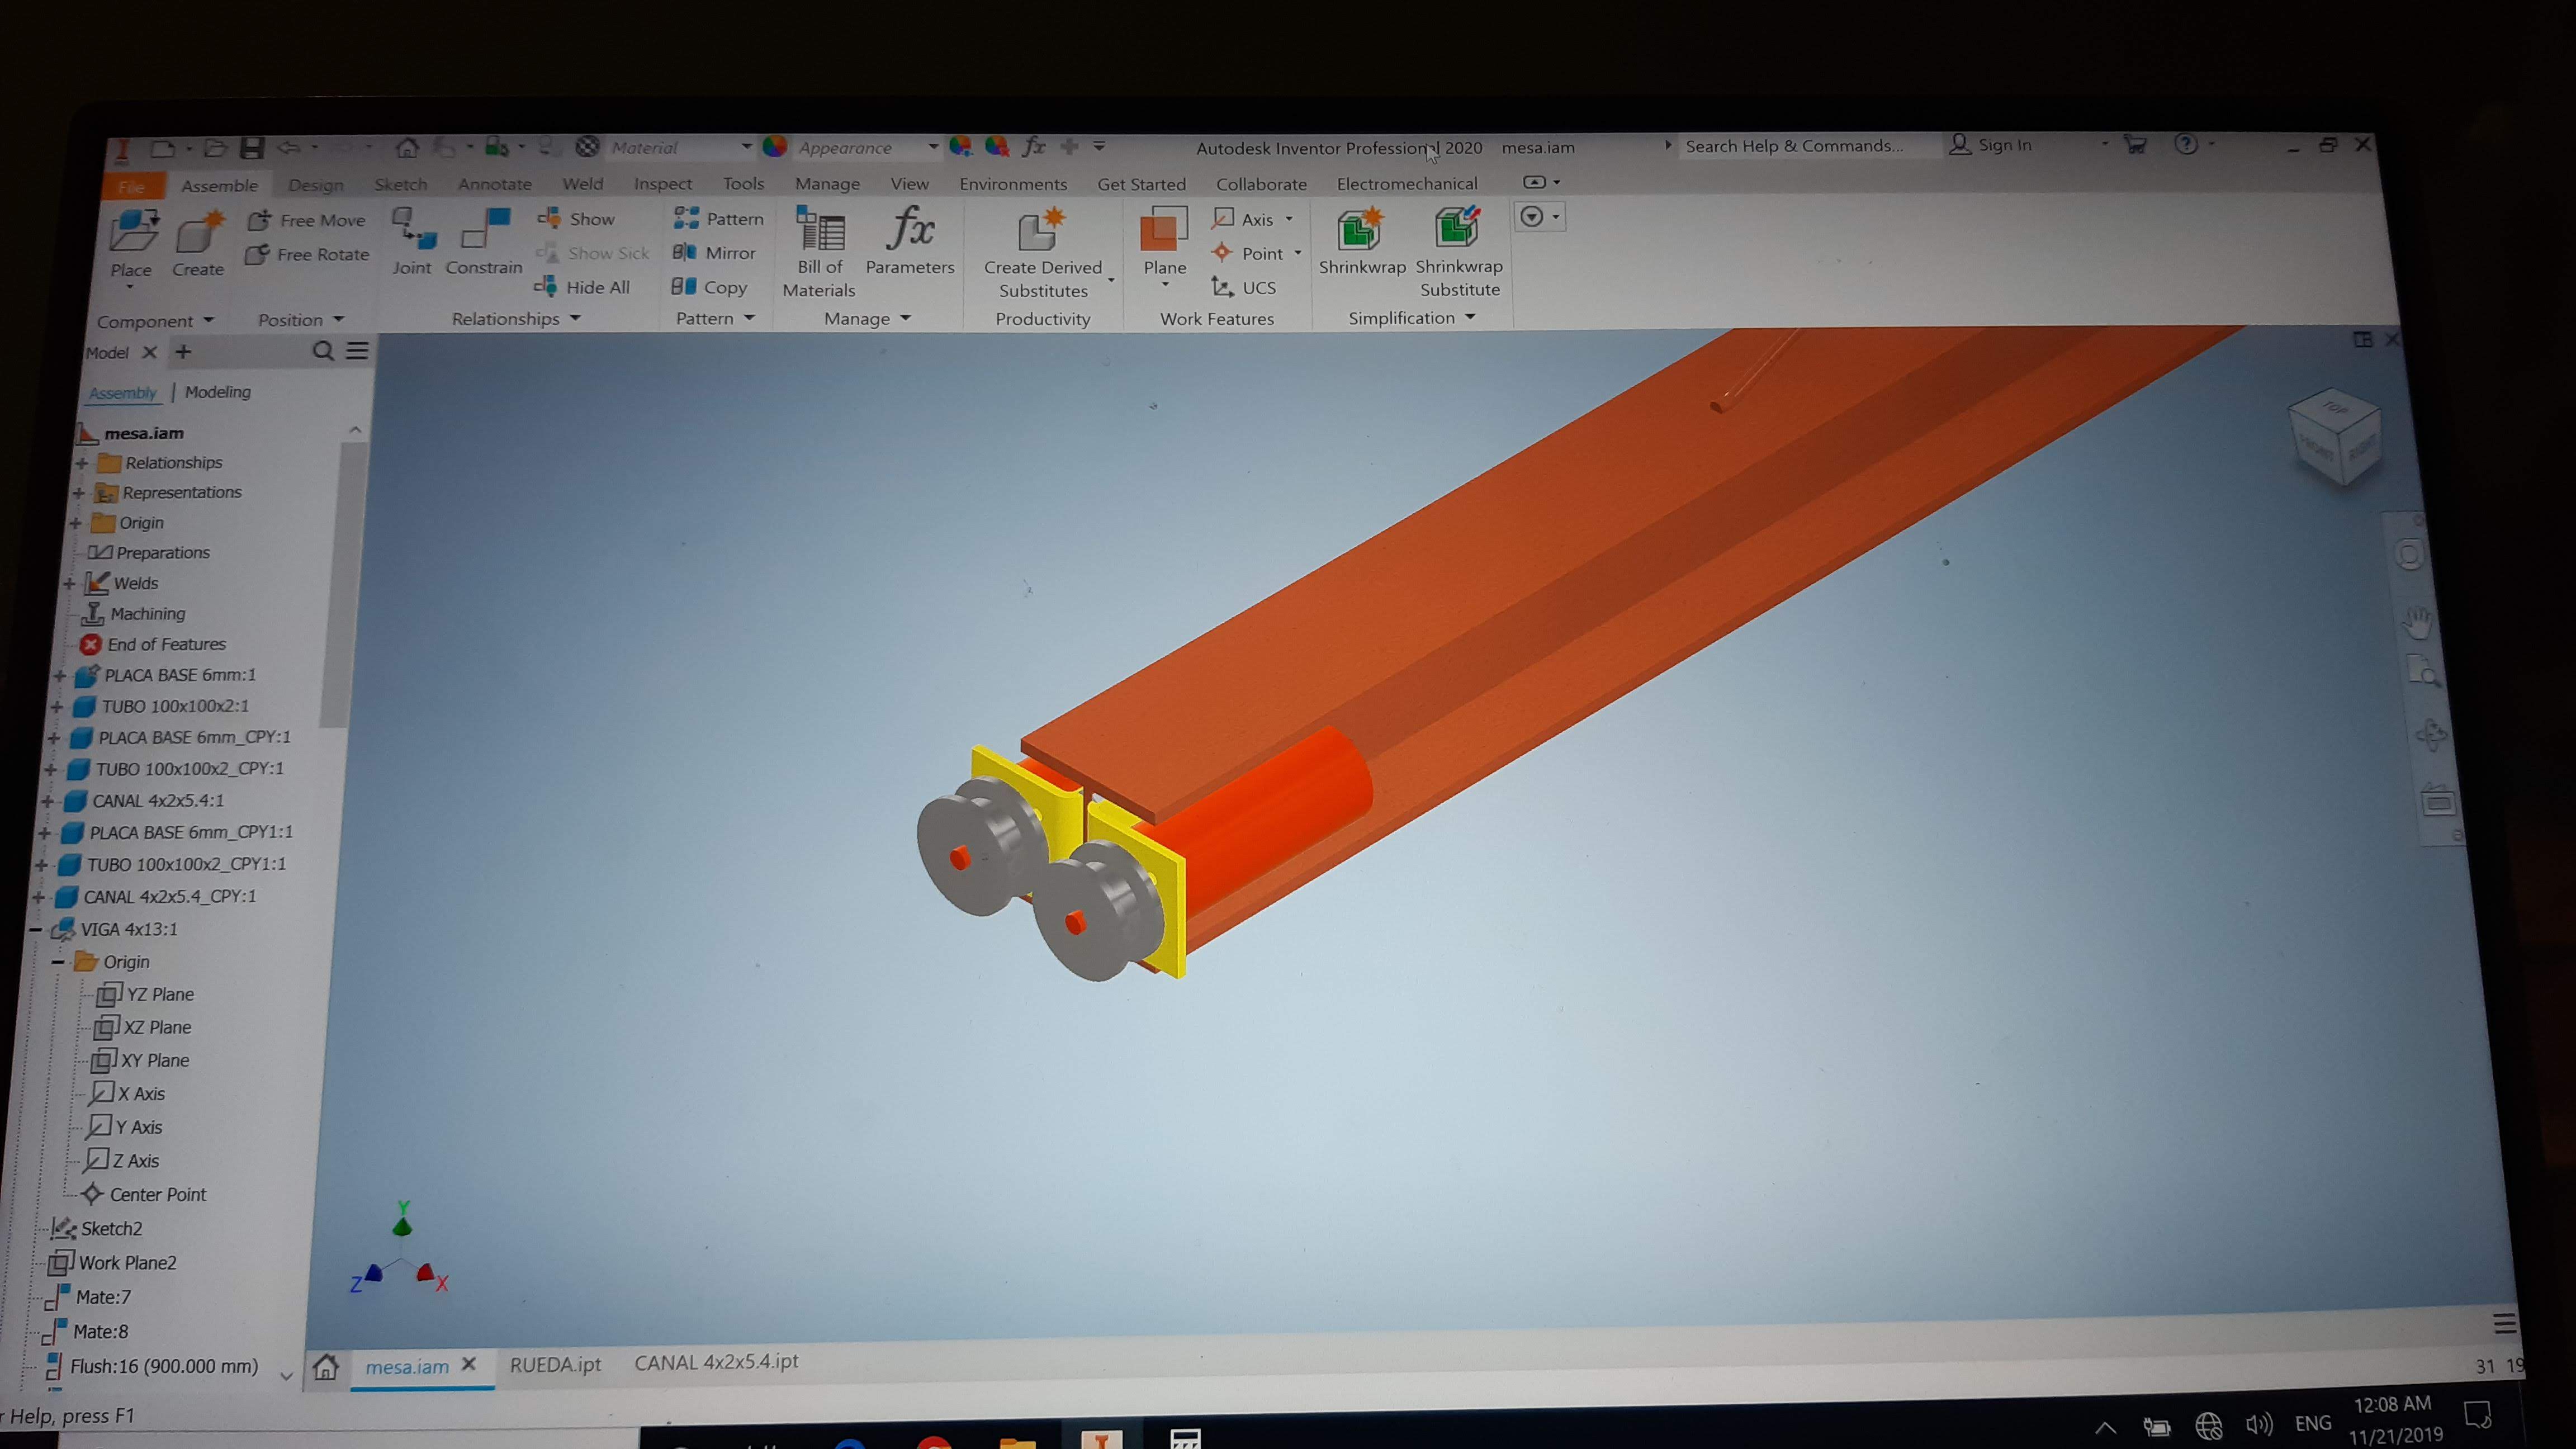 Material
Appearance
Autodesk Inventor Professional 2020 mesa.iam
Search Help & Commands...
Sign In
File Assemble Design Sketch Annotate Weld Inspect Tools Manage View Environments Get Started Collaborate Electromechanical
Place
Create
Free Move
Free Rotate
Joint
Constrain
Show
Show Sick
Hide All
Pattern
Mirror
Copy
Bill of
Materials
fx
Parameters
Create Derived
Substitutes
Plane
Axis
Point
UCS
Shrinkwrap
Shrinkwrap
Substitute
Component Position Relationships Pattern Manage Productivity Work Features Simplification
Model
Assembly | Modeling
mesa.iam
Relationships
Representations
Origin
Preparations
Welds
Machining
End of Features
PLACA BASE 6mm:1
TUBO 100x100x2:1
PLACA BASE 6mm_CPY:1
TUBO 100x100x2_CPY:1
CANAL 4x2x5.4:1
PLACA BASE 6mm_CPY1:1
TUBO 100x100x2_CPY1:1
CANAL 4x2x5.4_CPY:1
VIGA 4x13:1
Origin
YZ Plane
XZ Plane
XY Plane
X Axis
Y Axis
Z Axis
Center Point
Sketch2
Work Plane2
Mate:7
Mate:8
Flush:16 (900.000 mm)
TOP
FRONT
RIGHT
Y
Z
X
mesa.iam RUEDA.ipt CANAL 4x2x5.4.ipt
31 19
r Help, press F1
ENG
12:08 AM
11/21/2019